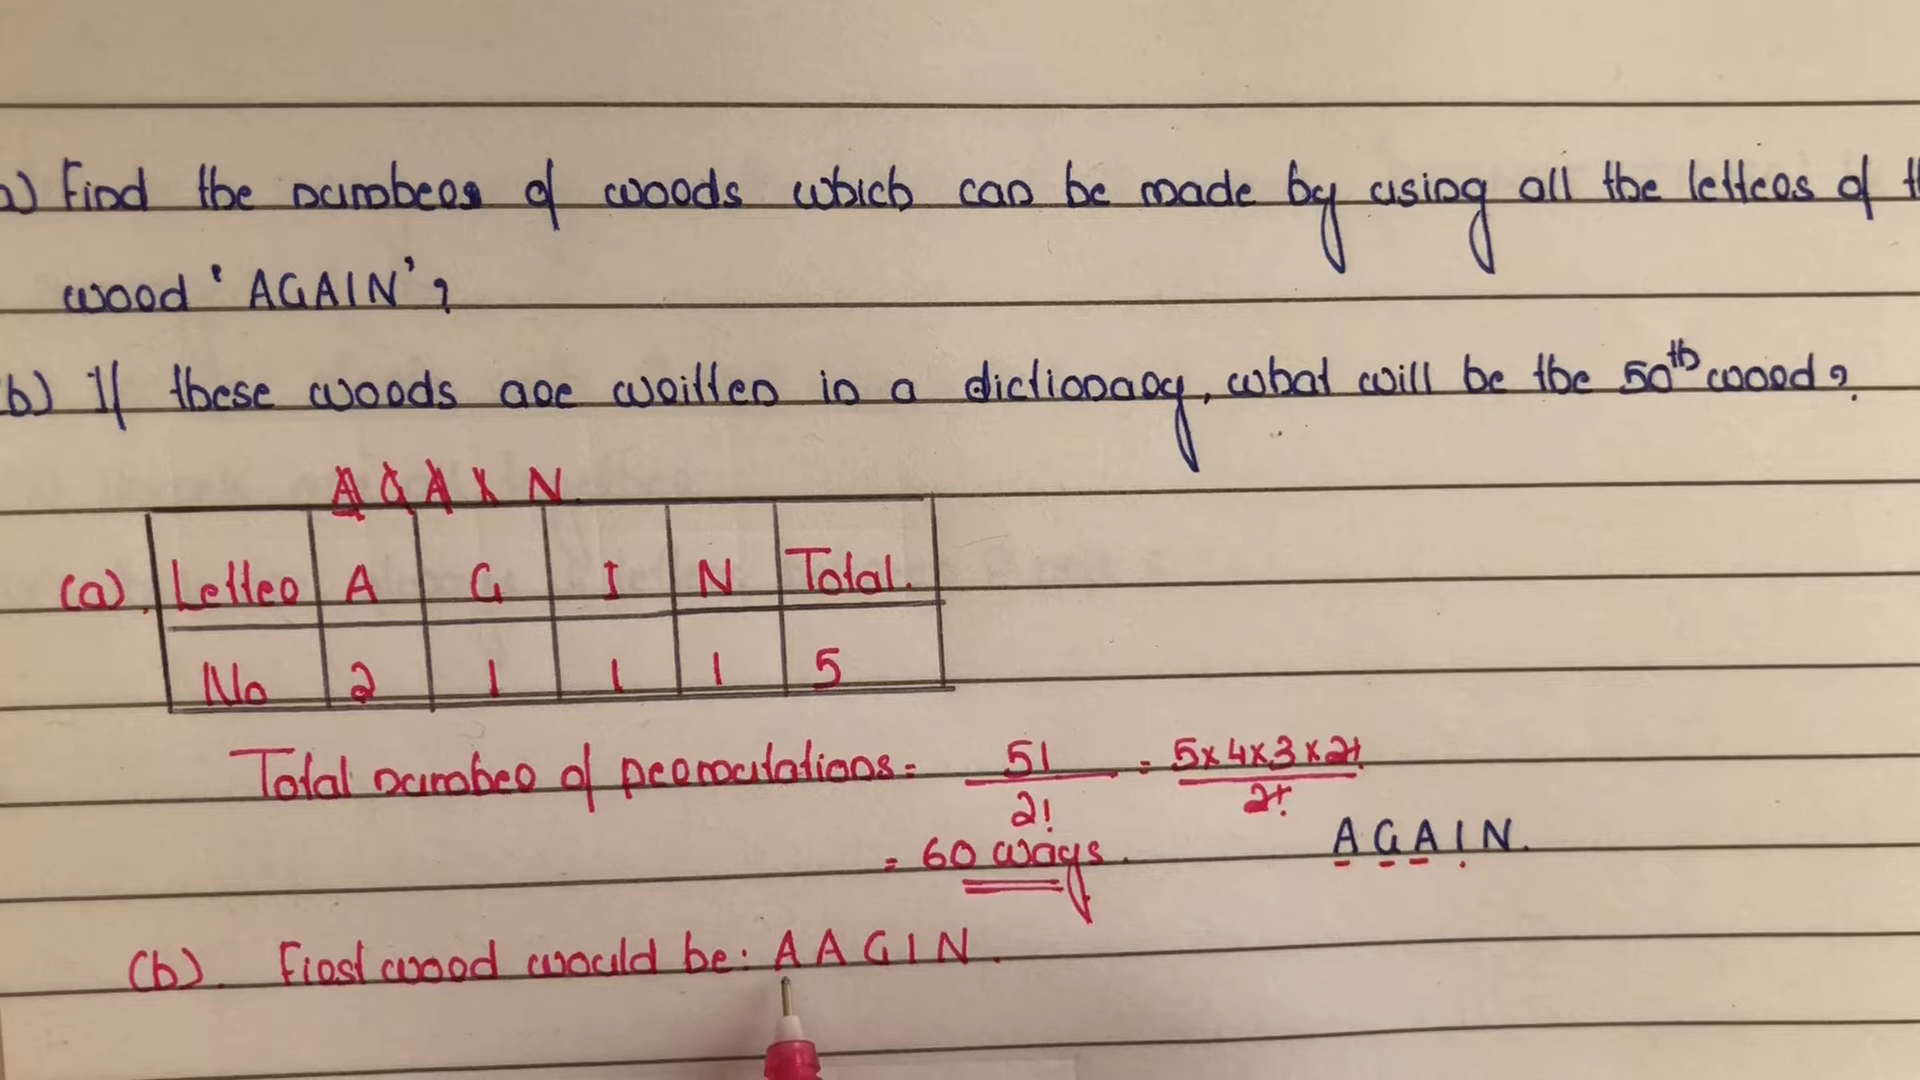 a) Find the numbers of words which can be made by using all the letters of th
word 'AGAIN'?
b) If these words are written in a dictionary, what will be the 50th word?
A G A I N
(a). Letter A G I N Total.
No 2 1 1 1 5
Total number of permutations = 5! / 2! = 5x4x3x2! / 2!
= 60 ways.
A G A I N.
(b). First word would be: A A G I N.